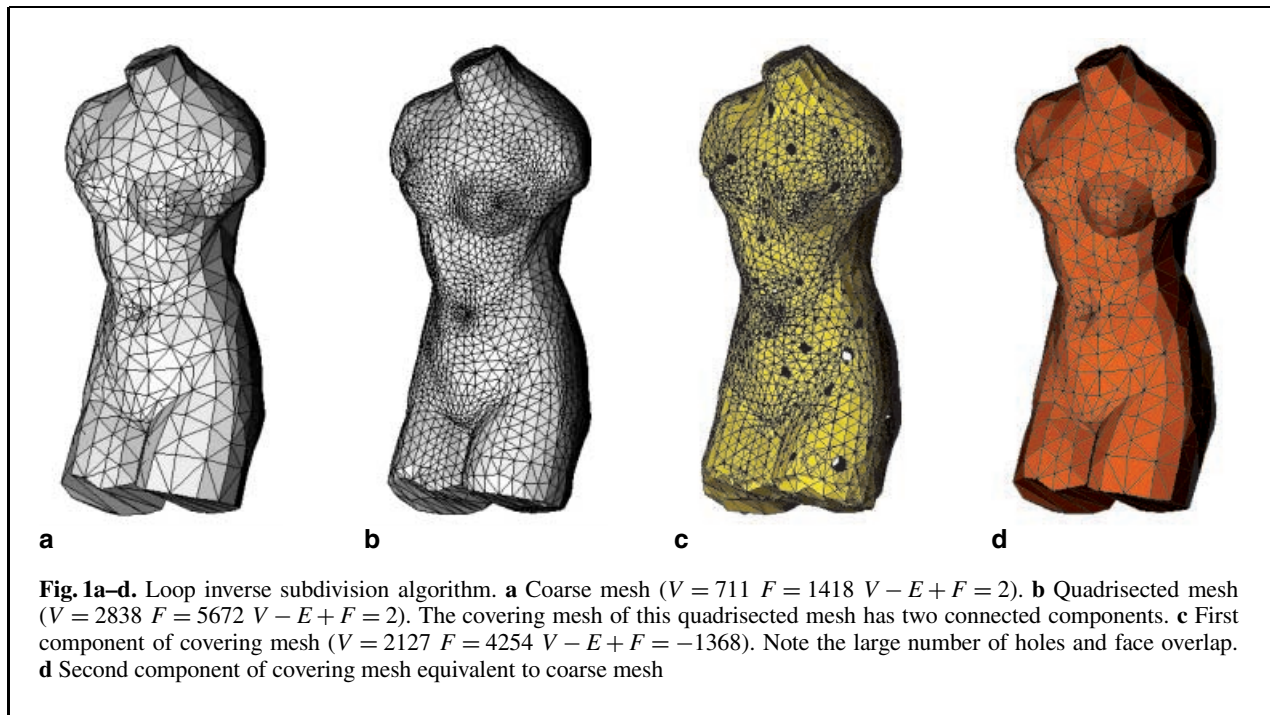 a b c d
Fig. 1a–d. Loop inverse subdivision algorithm. a Coarse mesh (V = 711 F = 1418 V − E + F = 2). b Quadrisected mesh
(V = 2838 F = 5672 V − E + F = 2). The covering mesh of this quadrisected mesh has two connected components. c First
component of covering mesh (V = 2127 F = 4254 V − E + F = −1368). Note the large number of holes and face overlap.
d Second component of covering mesh equivalent to coarse mesh